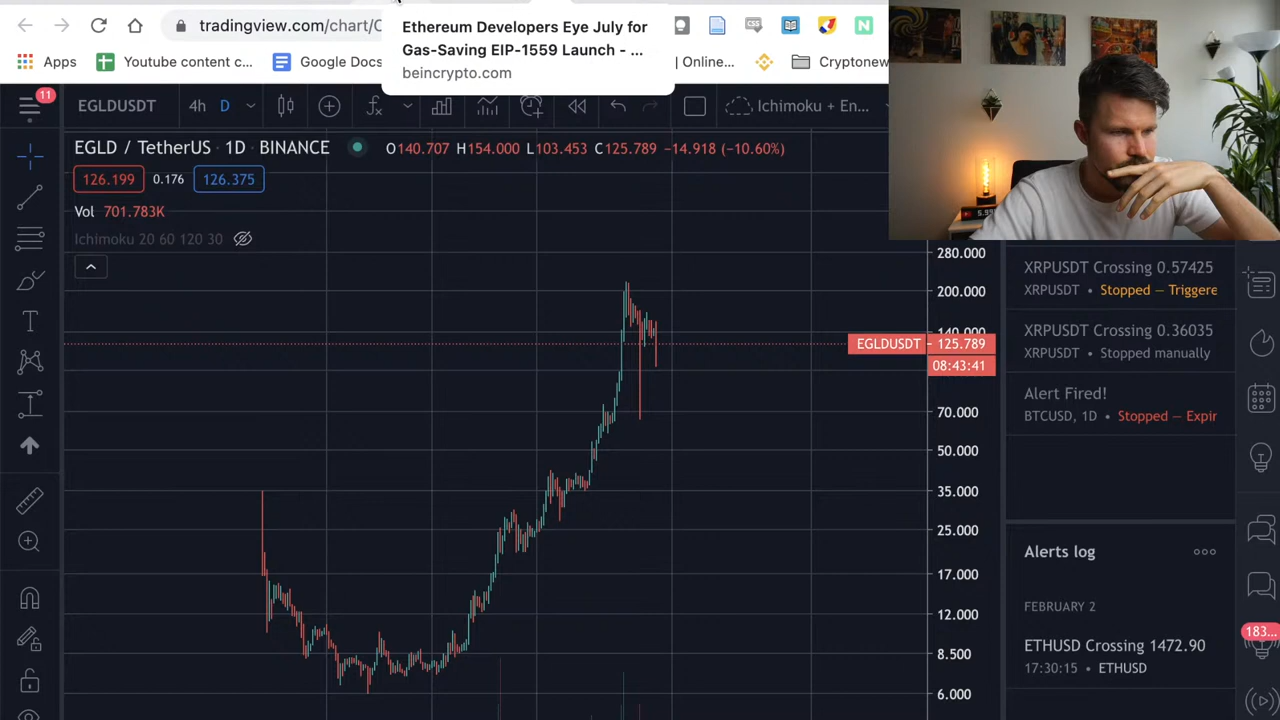 Ethereum Developers Eye July for
Gas-Saving EIP-1559 Launch - ...
beincrypto.com
tradingview.com/chart/
CSS
N
Apps
Youtube content c...
Google Docs
| Online...
Cryptonew
11
EGLDUSDT
4h
D
Ichimoku + En...
EGLD / TetherUS · 1D · BINANCE
O140.707 H154.000 L103.453 C125.789 -14.918 (-10.60%)
126.199
0.176
126.375
Vol 701.783K
Ichimoku 20 60 120 30
280.000
200.000
140.000
EGLDUSDT
125.789
08:43:41
70.000
50.000
35.000
25.000
17.000
12.000
8.500
6.000
XRPUSDT Crossing 0.57425
XRPUSDT • Stopped — Triggere
XRPUSDT Crossing 0.36035
XRPUSDT • Stopped manually
Alert Fired!
BTCUSD, 1D • Stopped — Expir
Alerts log
FEBRUARY 2
ETHUSD Crossing 1472.90
17:30:15 • ETHUSD
183...